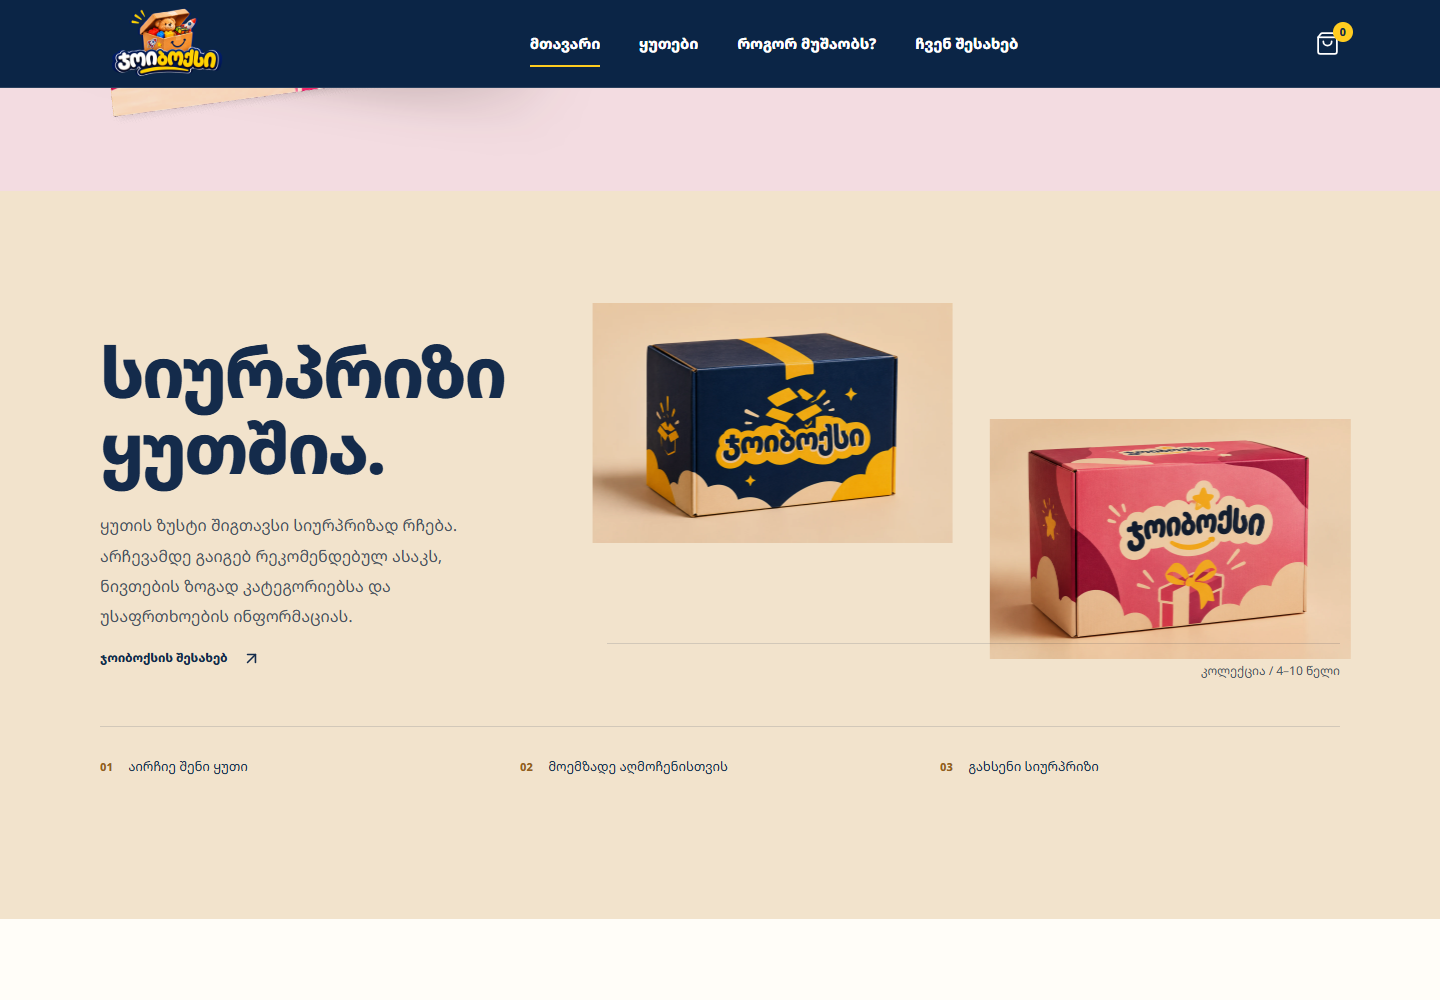 ჯოიბოქსი
მთავარი
ყუთები
როგორ მუშაობს?
ჩვენ შესახებ
0
სიურპრიზი
ყუთშია.
ყუთის ზუსტი შიგთავსი სიურპრიზად რჩება.
არჩევამდე გაიგებ რეკომენდებულ ასაკს,
ნივთების ზოგად კატეგორიებსა და
უსაფრთხოების ინფორმაციას.
ჯოიბოქსის შესახებ
ჯოიბოქსი
ჯოიბოქსი
ჯოიბოქსი
კოლექცია / 4–10 წელი
01 აირჩიე შენი ყუთი
02 მოემზადე აღმოჩენისთვის
03 გახსენი სიურპრიზი